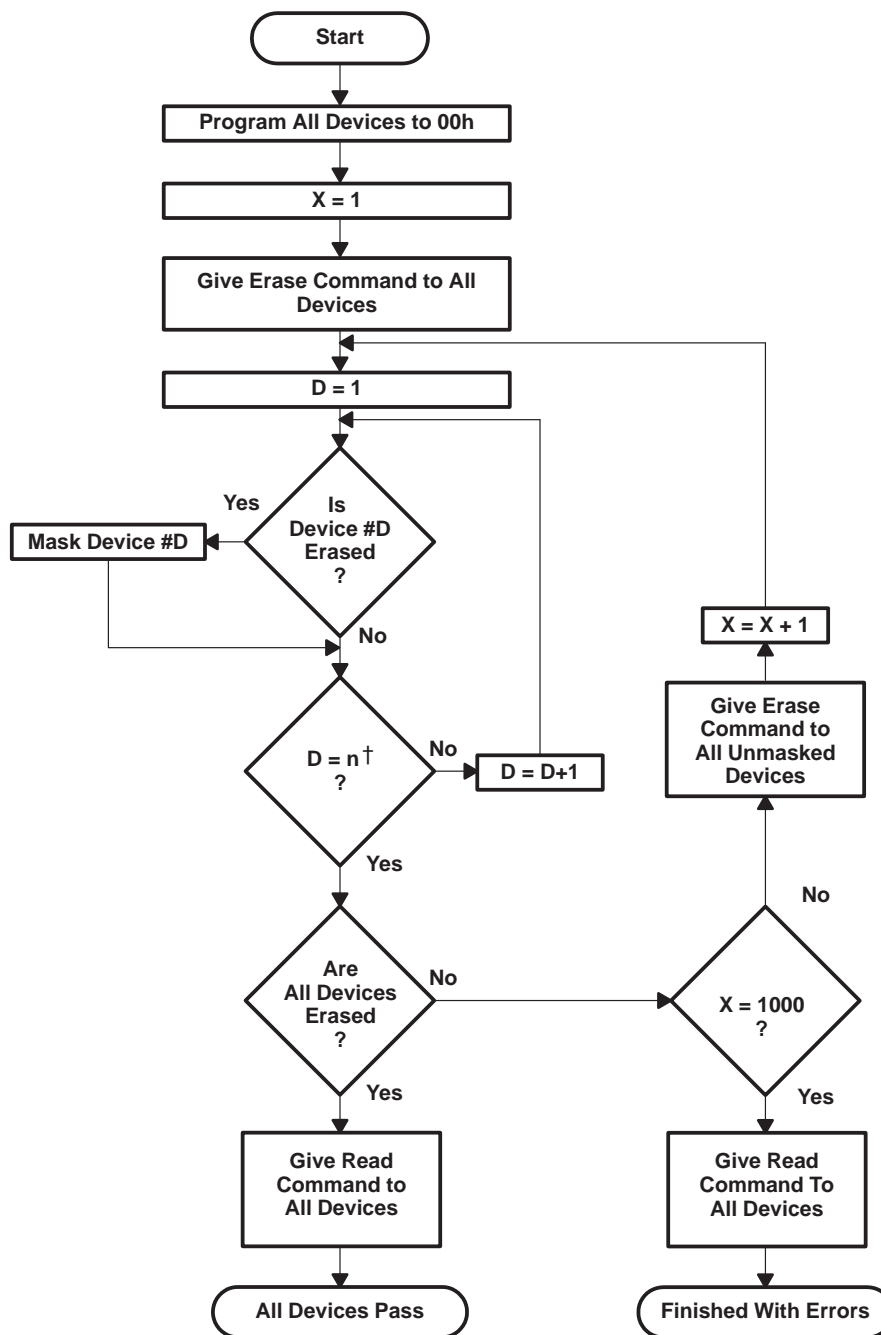 Start
Program All Devices to 00h
X = 1
Give Erase Command to All
Devices
D = 1
Yes
Is
Device #D
Erased
?
Mask Device #D
No
X = X + 1
Give Erase
Command to
All Unmasked
Devices
D = n†
?
No
D = D+1
Yes
No
Are
All Devices
Erased
?
No
X = 1000
?
Yes
Yes
Give Read
Command to
All Devices
Give Read
Command To
All Devices
All Devices Pass
Finished With Errors